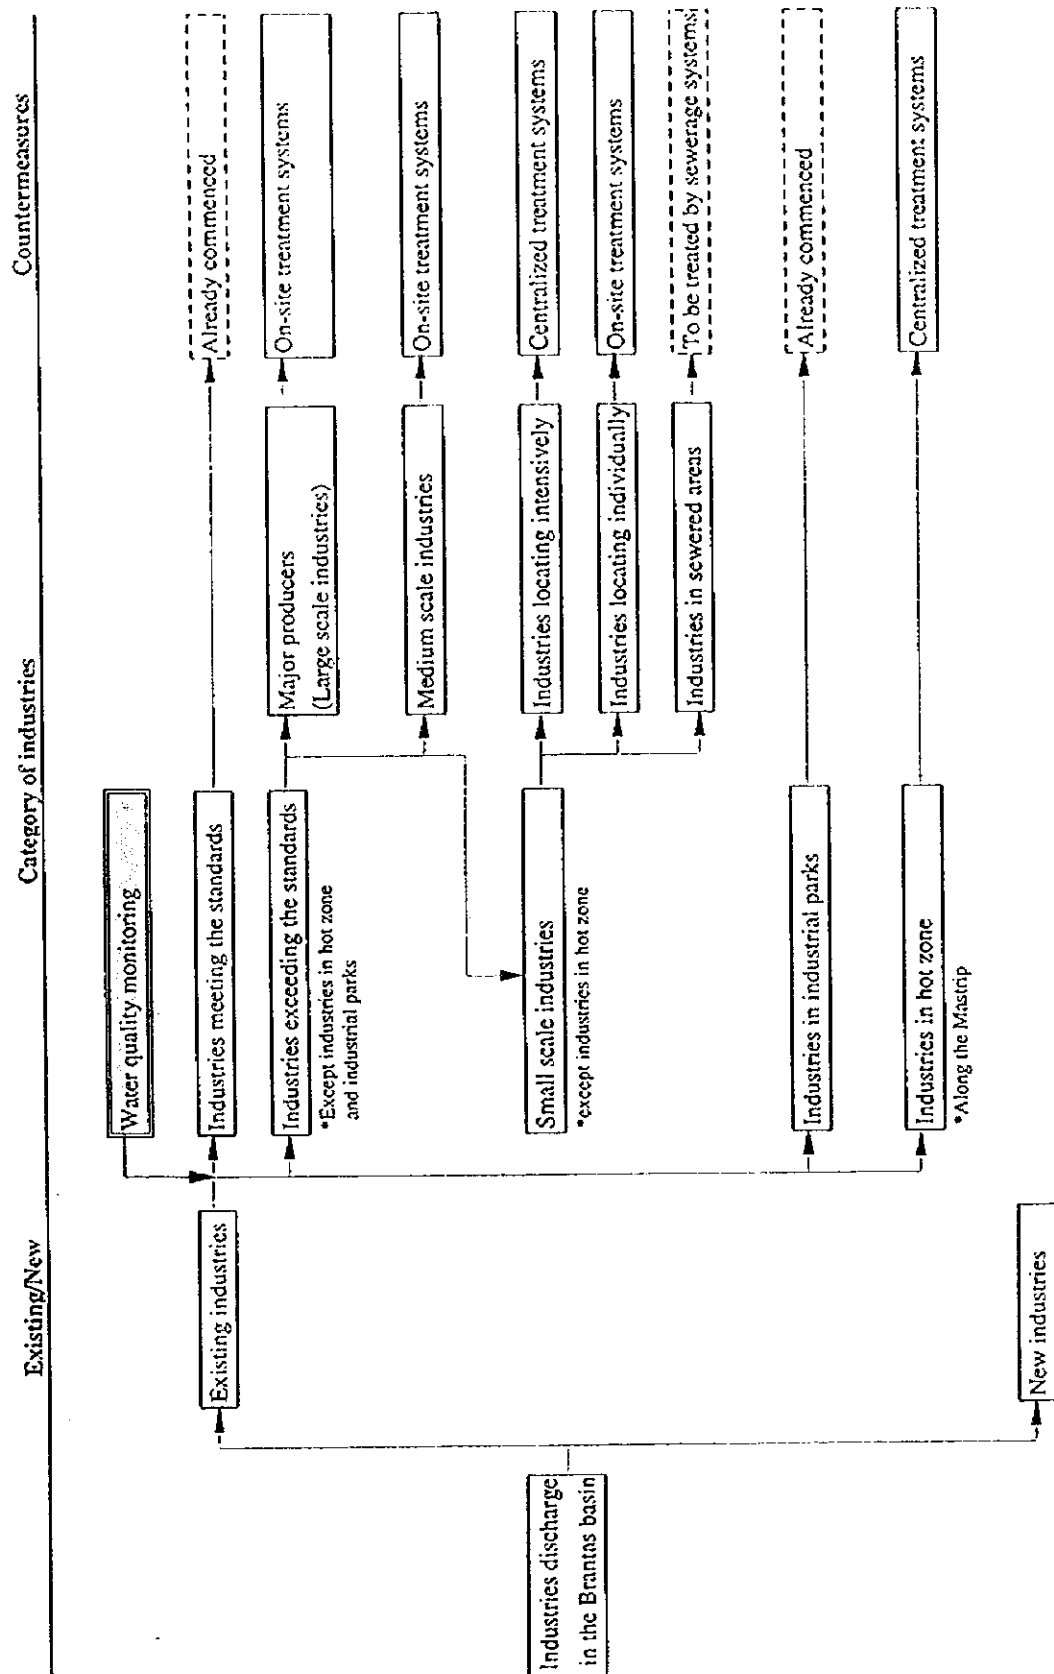 Existing/New
Category of industries
Countermeasures
Water quality monitoring
Existing industries
Industries meeting the standards
Already commenced
Industries exceeding the standards
*Except industries in hot zone
and industrial parks
Major producers
(Large scale industries)
On-site treatment systems
Medium scale industries
On-site treatment systems
Industries discharge
in the Brantas basin
Small scale industries
*except industries in hot zone
Industries locating intensively
Centralized treatment systems
Industries locating individually
On-site treatment systems
Industries in sewered areas
To be treated by sewerage systems
Industries in industrial parks
Already commenced
Industries in hot zone
*Along the Mastrip
Centralized treatment systems
New industries